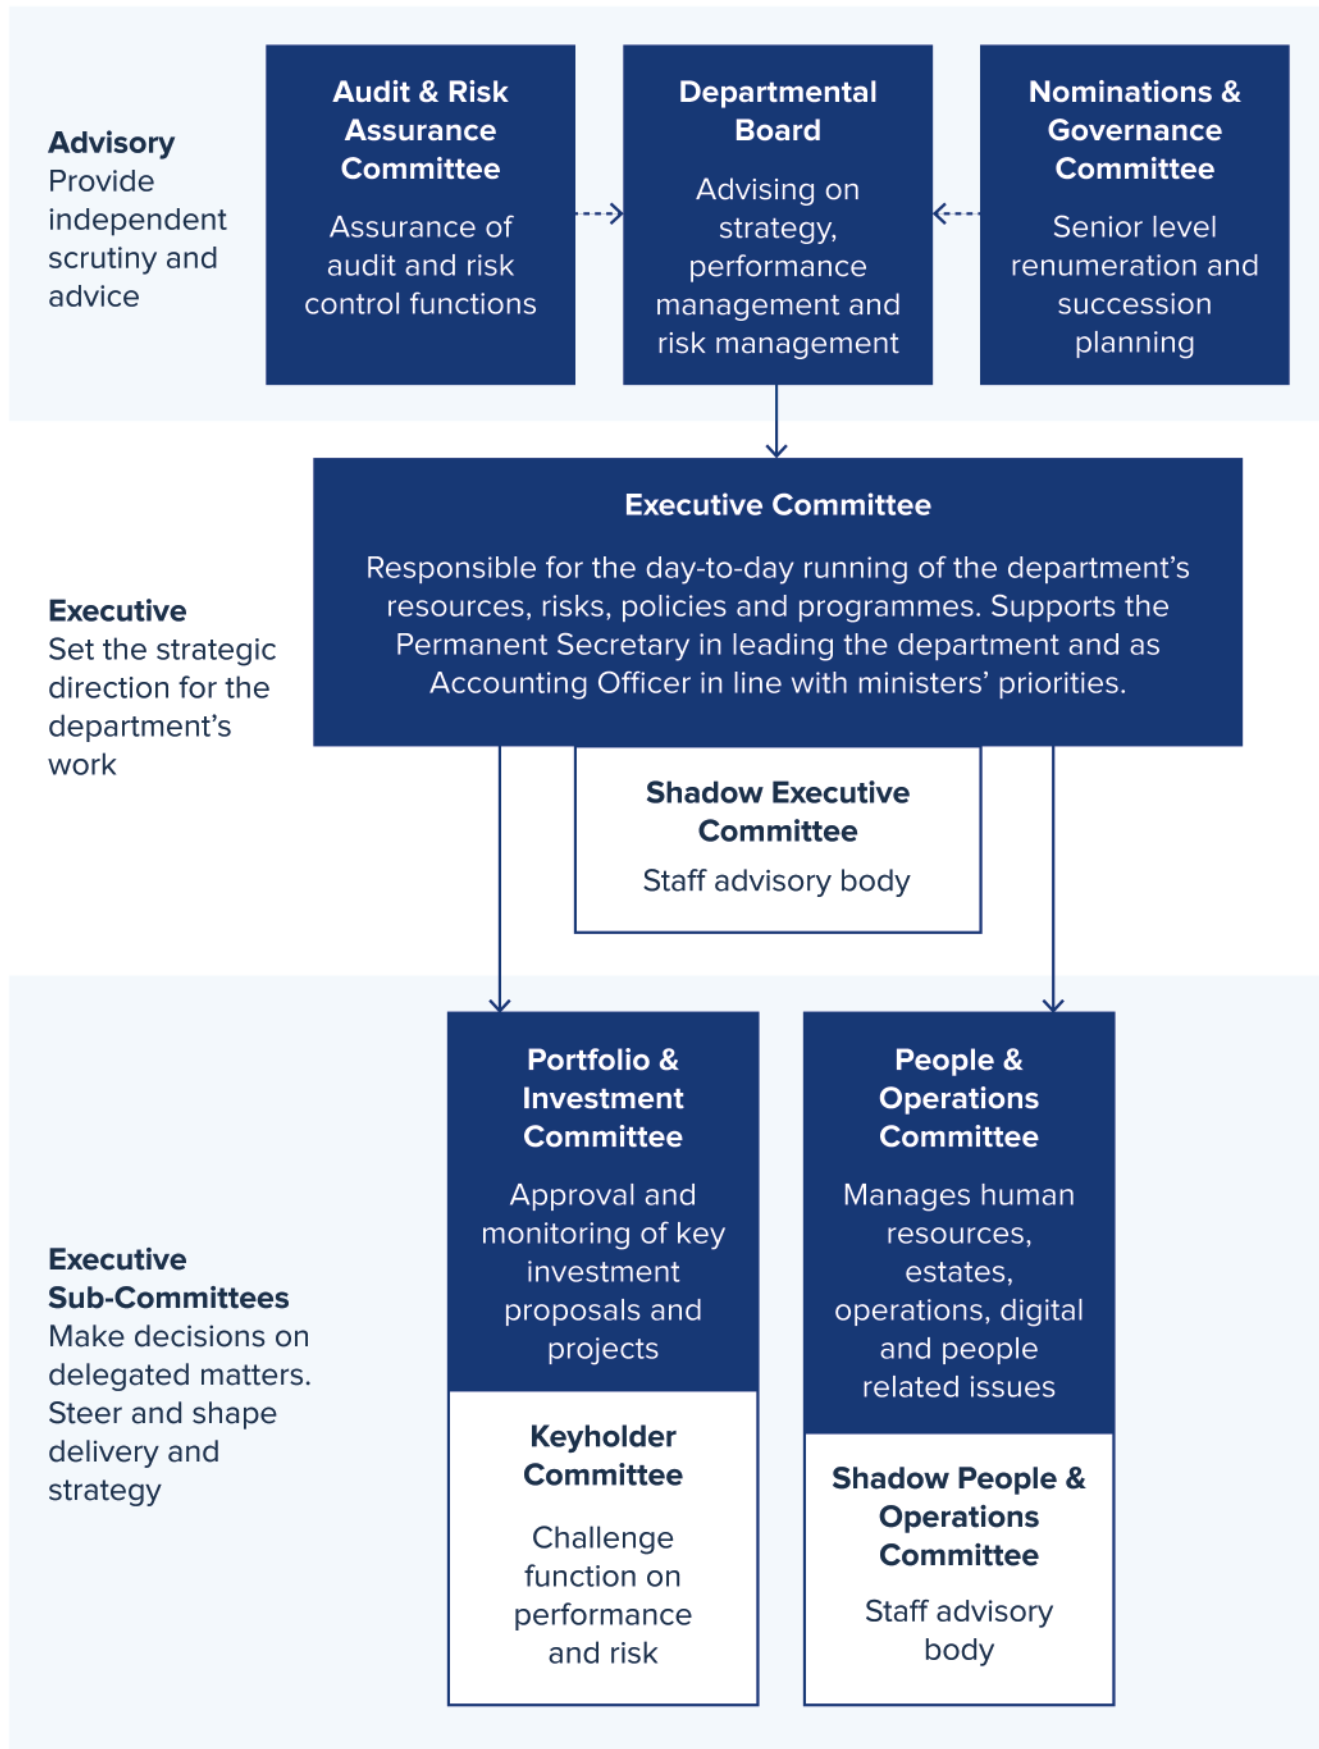 Advisory
Provide
independent
scrutiny and
advice
Audit & Risk
Assurance
Committee
Assurance of
audit and risk
control functions
Departmental
Board
Advising on
strategy,
performance
management and
risk management
Nominations &
Governance
Committee
Senior level
renumeration and
succession
planning
Executive
Set the strategic
direction for the
department’s
work
Executive Committee
Responsible for the day-to-day running of the department’s
resources, risks, policies and programmes. Supports the
Permanent Secretary in leading the department and as
Accounting Officer in line with ministers’ priorities.
Shadow Executive
Committee
Staff advisory body
Executive
Sub-Committees
Make decisions on
delegated matters.
Steer and shape
delivery and
strategy
Portfolio &
Investment
Committee
Approval and
monitoring of key
investment
proposals and
projects
Keyholder
Committee
Challenge
function on
performance
and risk
People &
Operations
Committee
Manages human
resources,
estates,
operations, digital
and people
related issues
Shadow People &
Operations
Committee
Staff advisory
body